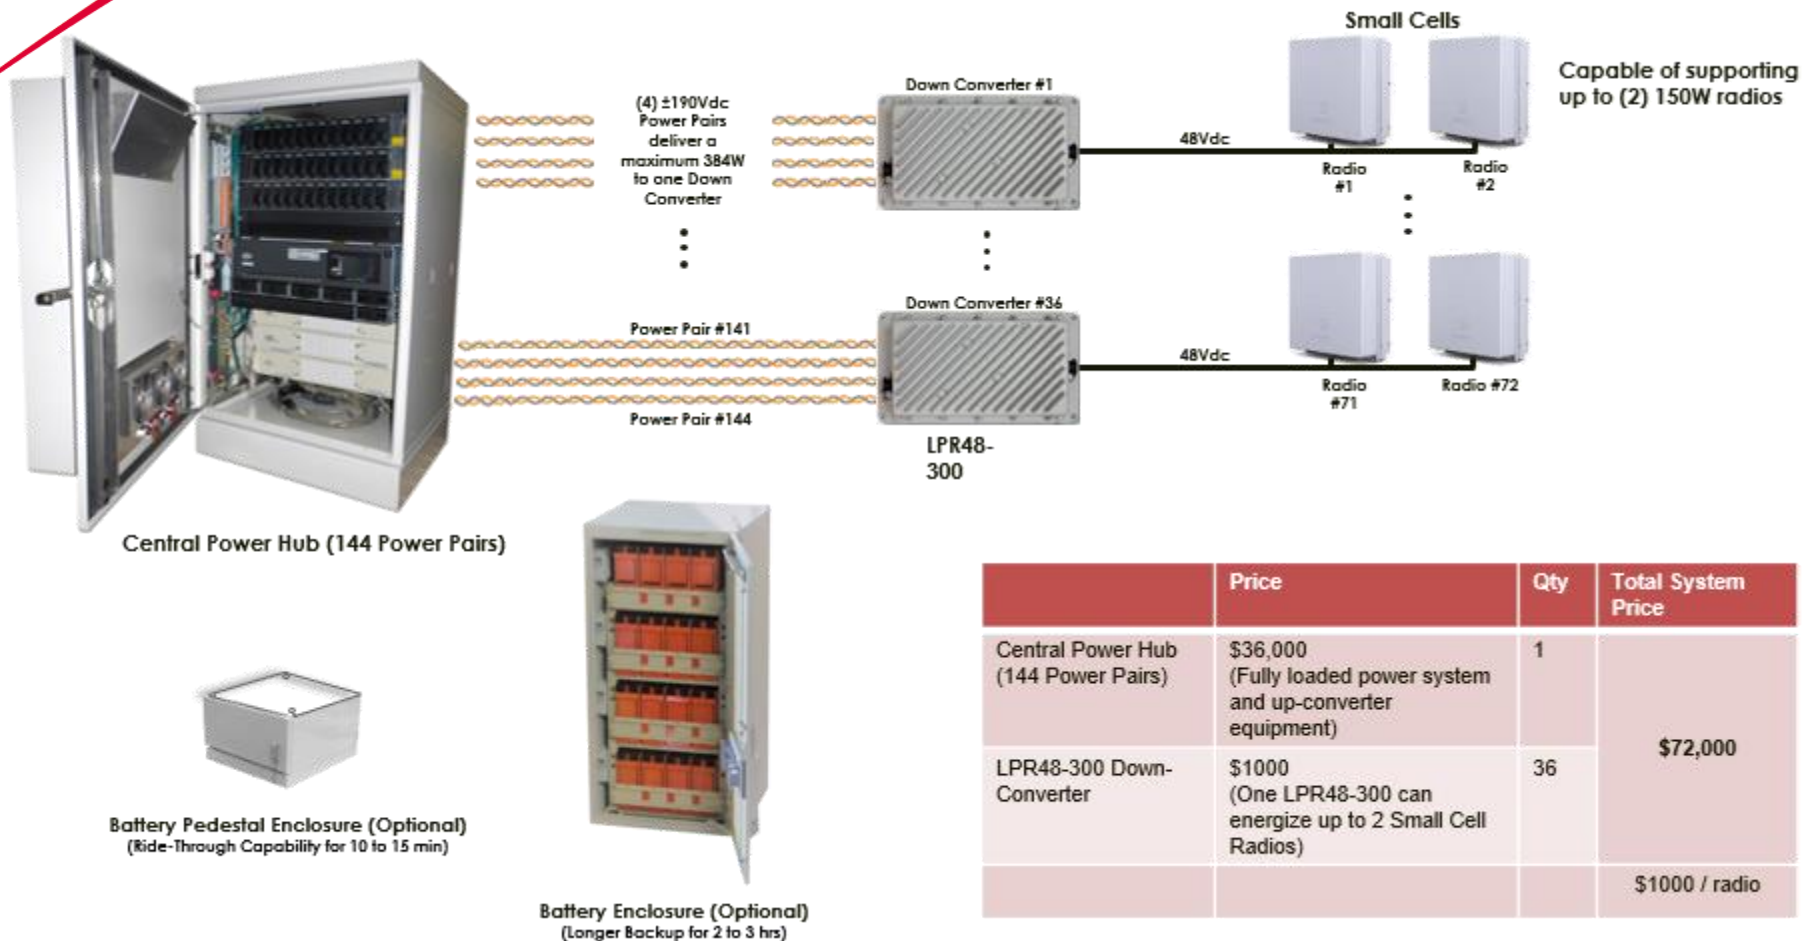 Small Cells
Capable of supporting
up to (2) 150W radios
(4) ±190Vdc
Power Pairs
deliver a
maximum 384W
to one Down
Converter
Down Converter #1
48Vdc
Radio
#1
Radio
#2
Down Converter #36
Power Pair #141
48Vdc
Radio
#71
Radio #72
Power Pair #144
LPR48-
300
Central Power Hub (144 Power Pairs)
Battery Pedestal Enclosure (Optional)
(Ride-Through Capability for 10 to 15 min)
Battery Enclosure (Optional)
(Longer Backup for 2 to 3 hrs)
Price
Qty
Total System
Price
Central Power Hub
(144 Power Pairs)
$36,000
(Fully loaded power system
and up-converter
equipment)
1
$72,000
LPR48-300 Down-
Converter
$1000
(One LPR48-300 can
energize up to 2 Small Cell
Radios)
36
$1000 / radio